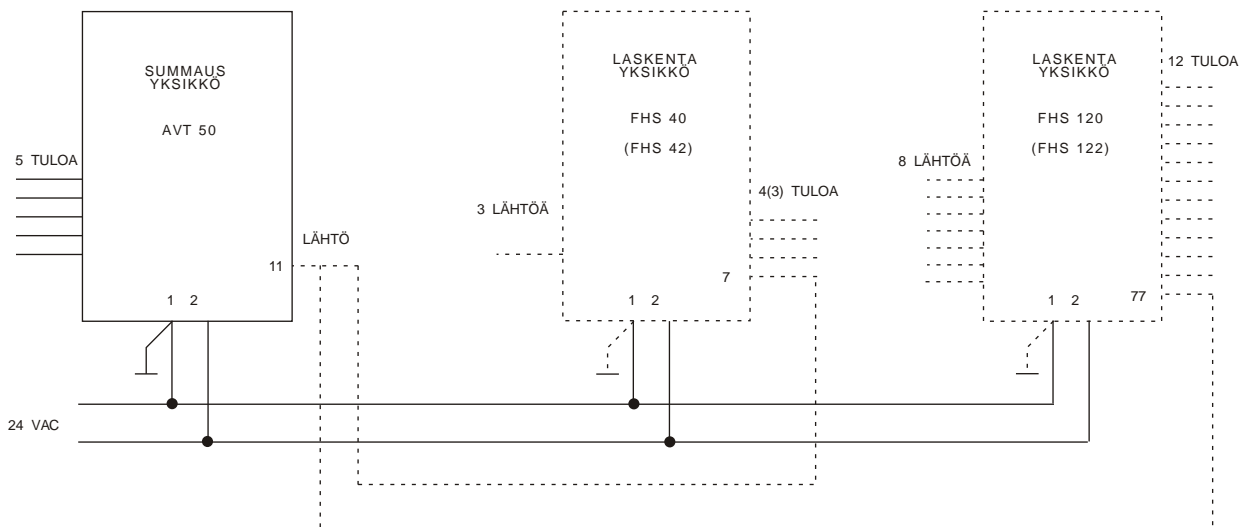 SUMMAUS
YKSIKKÖ
AVT 50
5 TULOA
LÄHTÖ
11
1 2
LASKENTA
YKSIKKÖ
FHS 40
(FHS 42)
3 LÄHTÖÄ
4(3) TULOA
7
1 2
LASKENTA
YKSIKKÖ
FHS 120
(FHS 122)
12 TULOA
8 LÄHTÖÄ
1 2
77
24 VAC